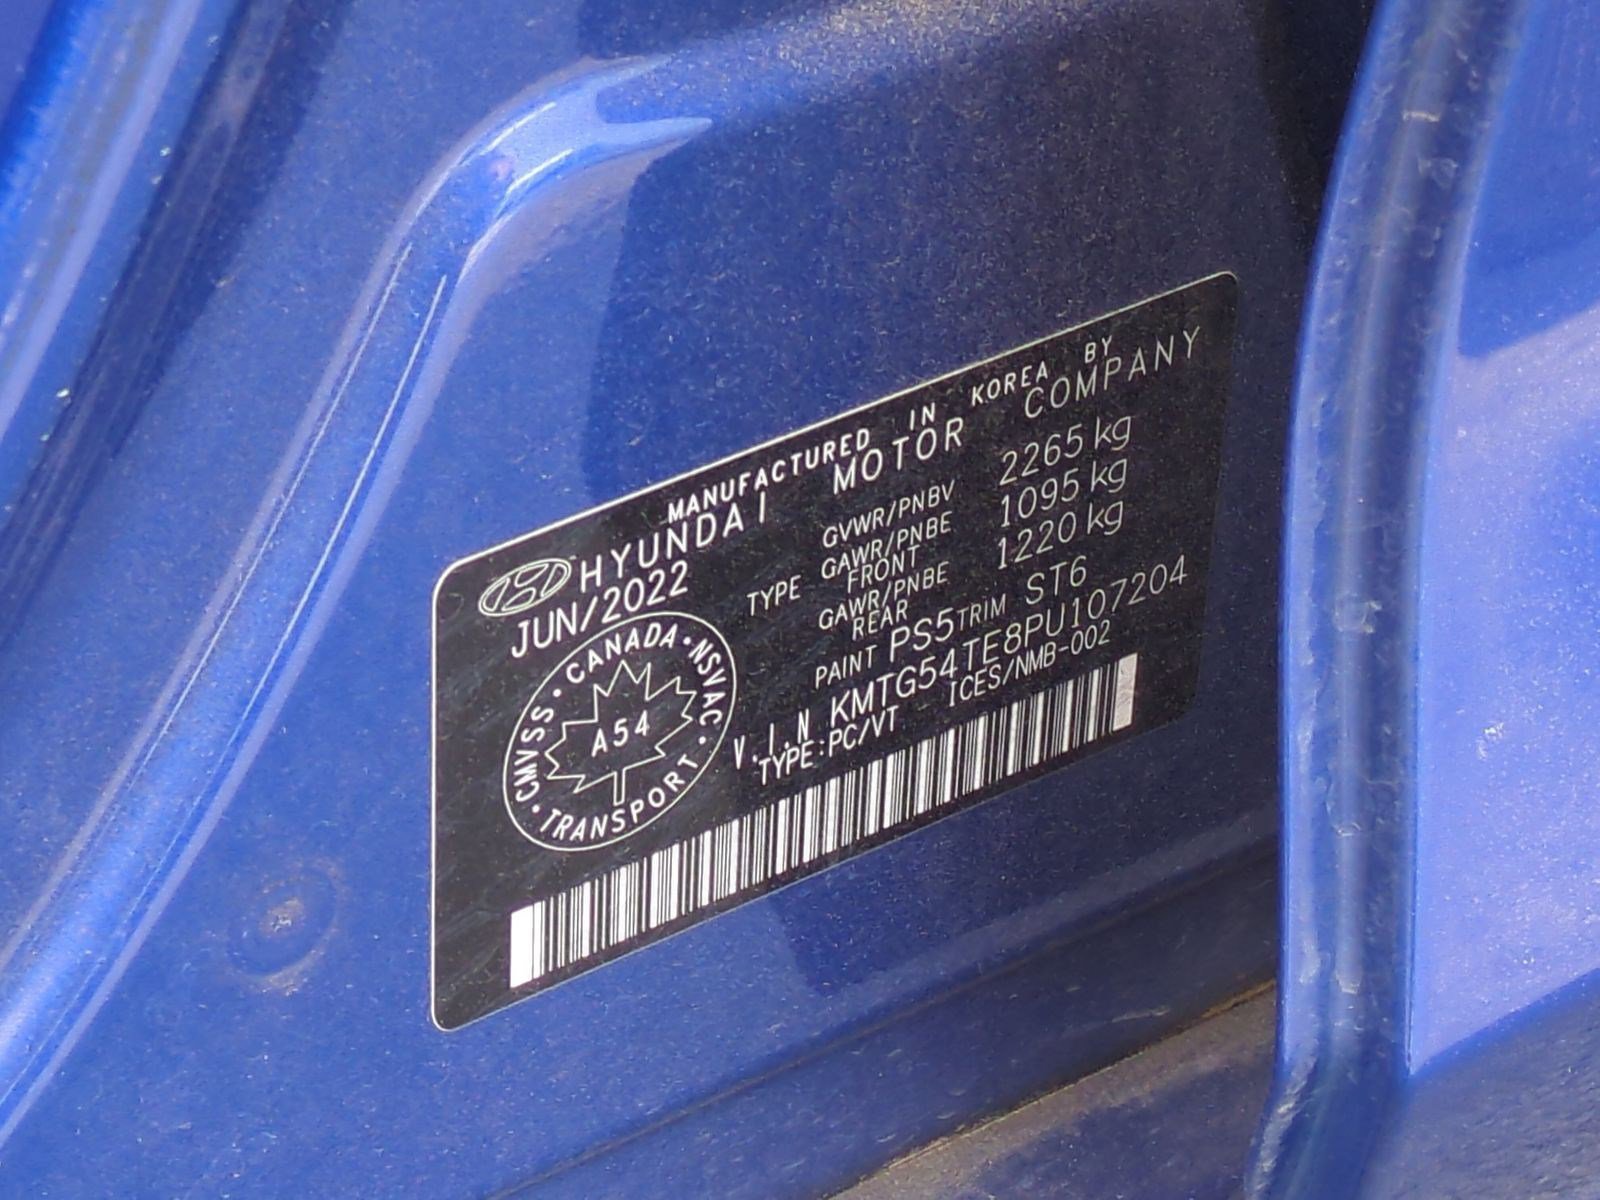 MANUFACTURED IN KOREA BY
HYUNDAI MOTOR COMPANY
JUN/2022
GVWR/PNBV 2265 kg
TYPE GAWR/PNBE FRONT 1095 kg
GAWR/PNBE REAR 1220 kg
PAINT PS5 TRIM ST6
V.I.N KMTG54TE8PU107204
TYPE:PC/VT ICES/NMB-002
CMVSS • CANADA • NSVAC • TRANSPORT •
A54